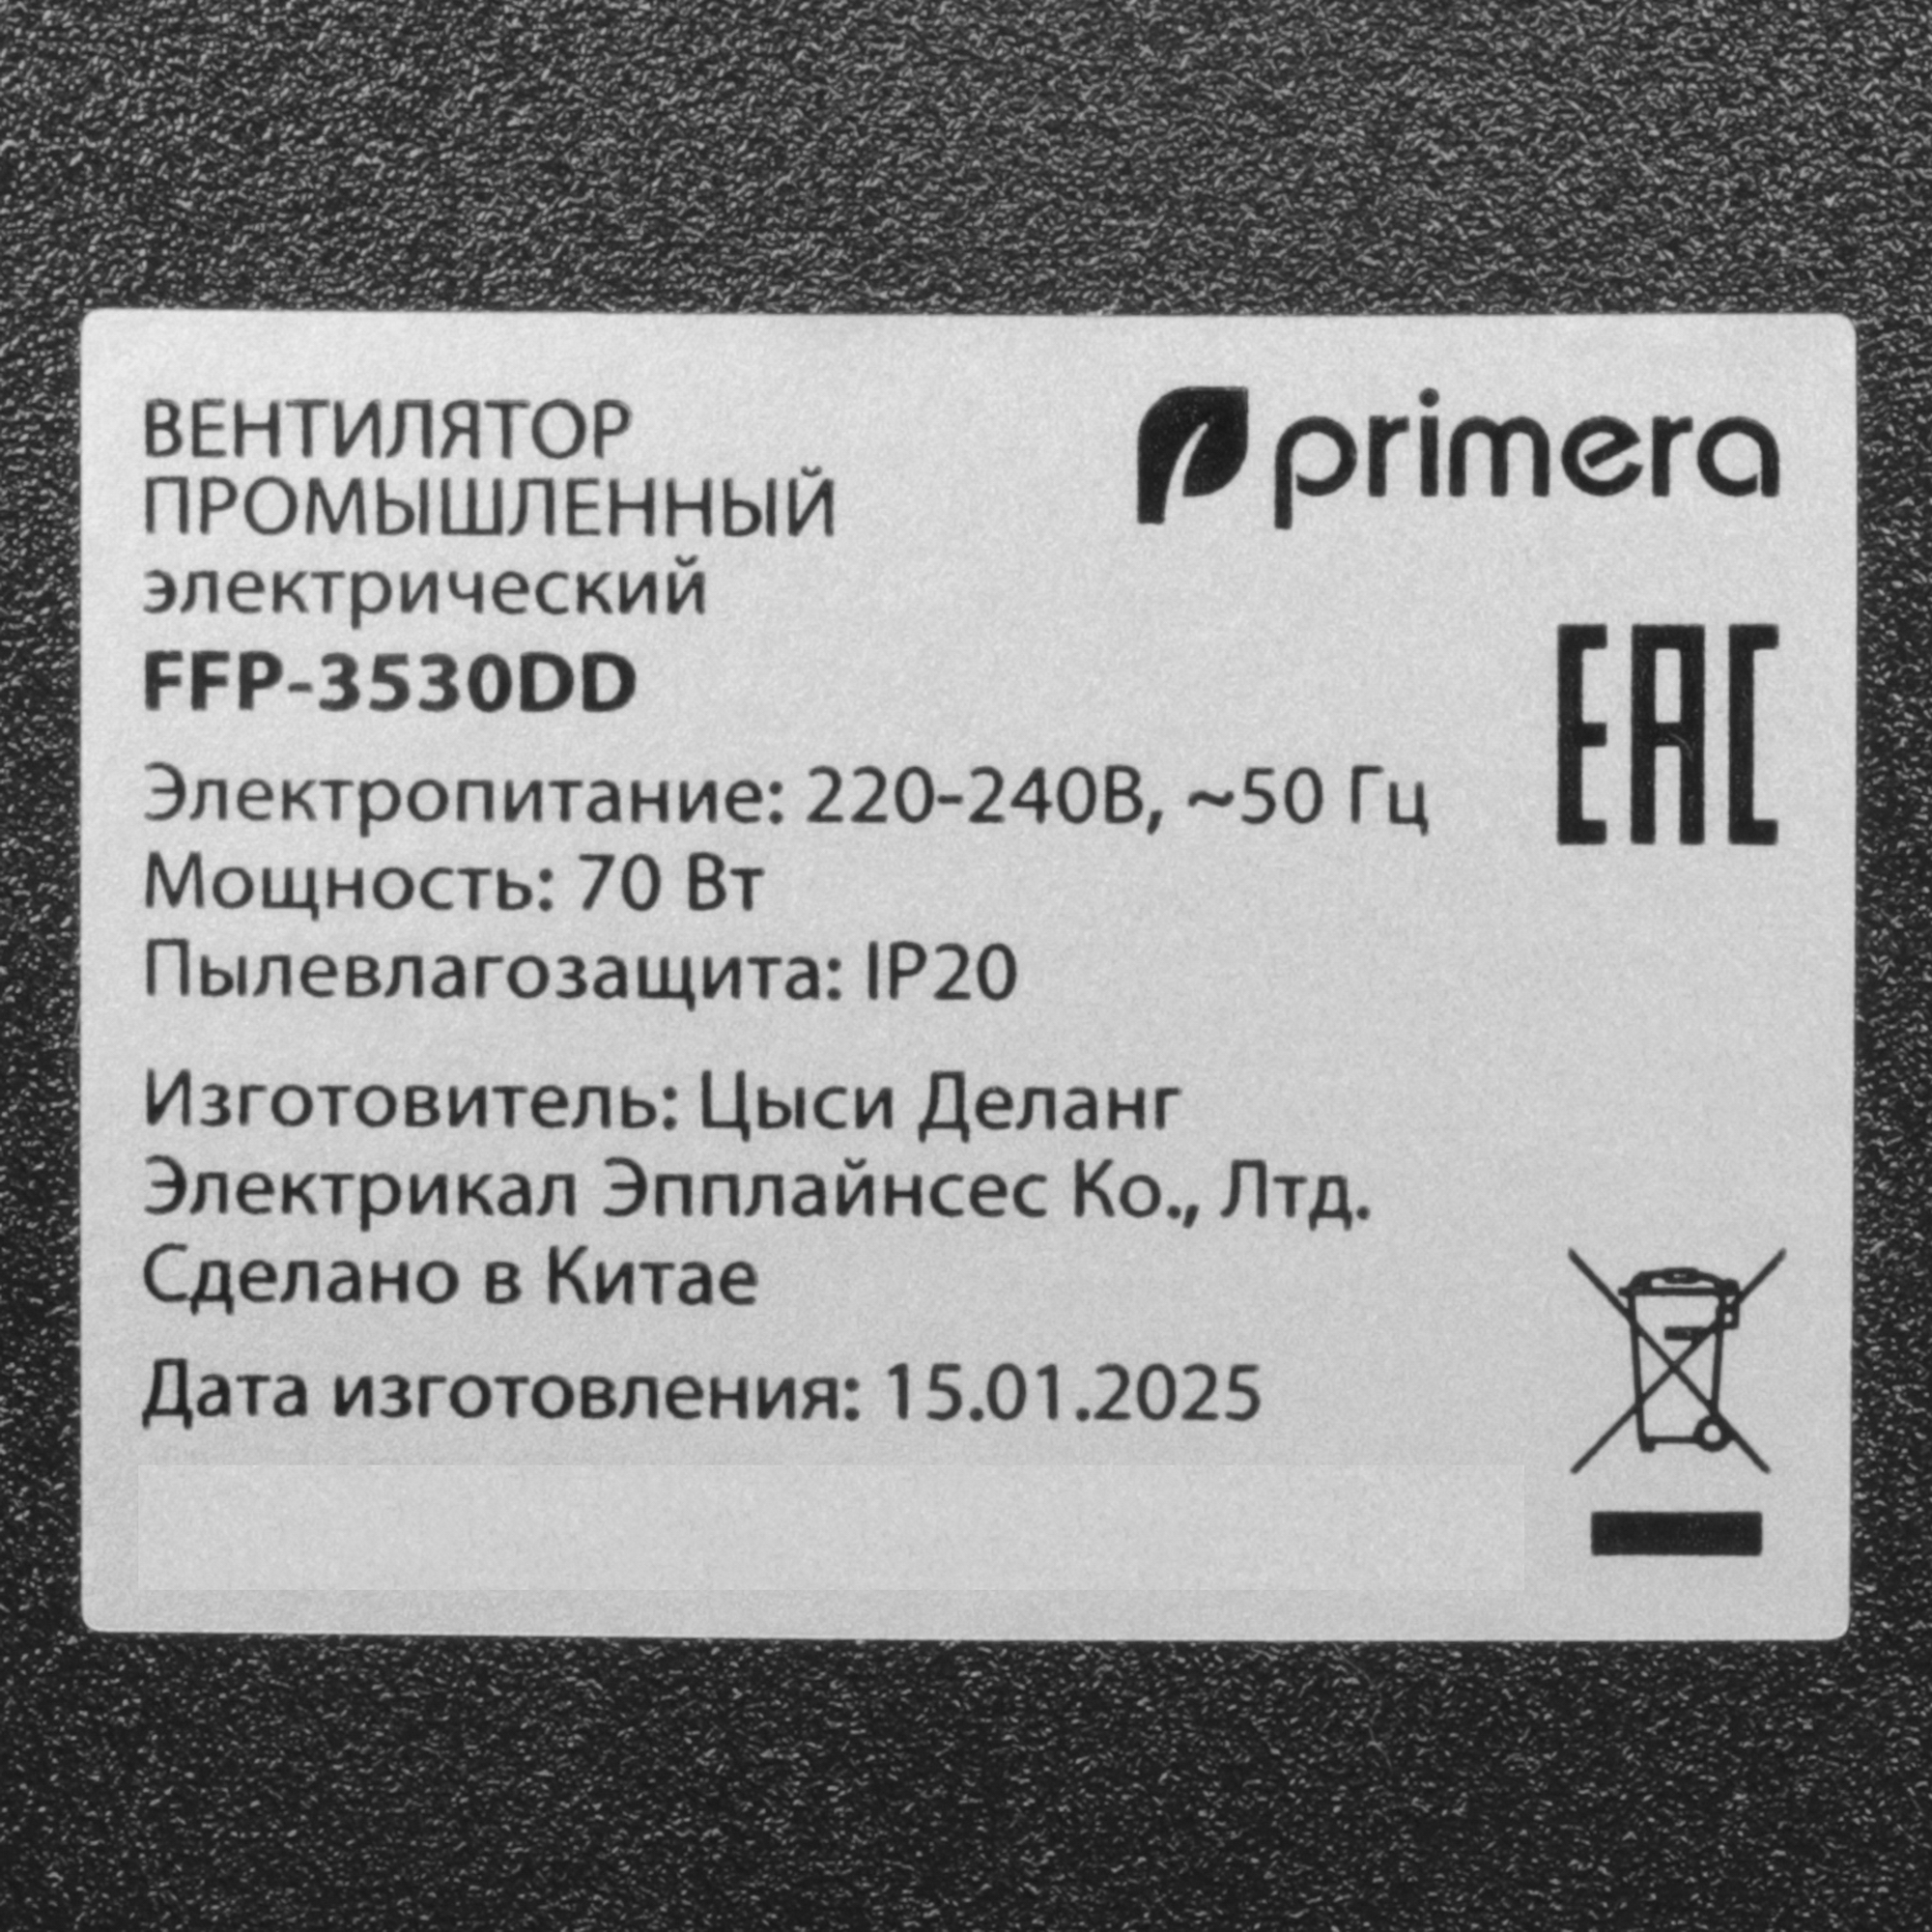 ВЕНТИЛЯТОР
ПРОМЫШЛЕННЫЙ
электрический
FFP-3530DD
primera
EAC
Электропитание: 220-240В, ~50 Гц
Мощность: 70 Вт
Пылевлагозащита: IP20
Изготовитель: Цыси Деланг
Электрикал Эпплайнсес Ко., Лтд.
Сделано в Китае
Дата изготовления: 15.01.2025